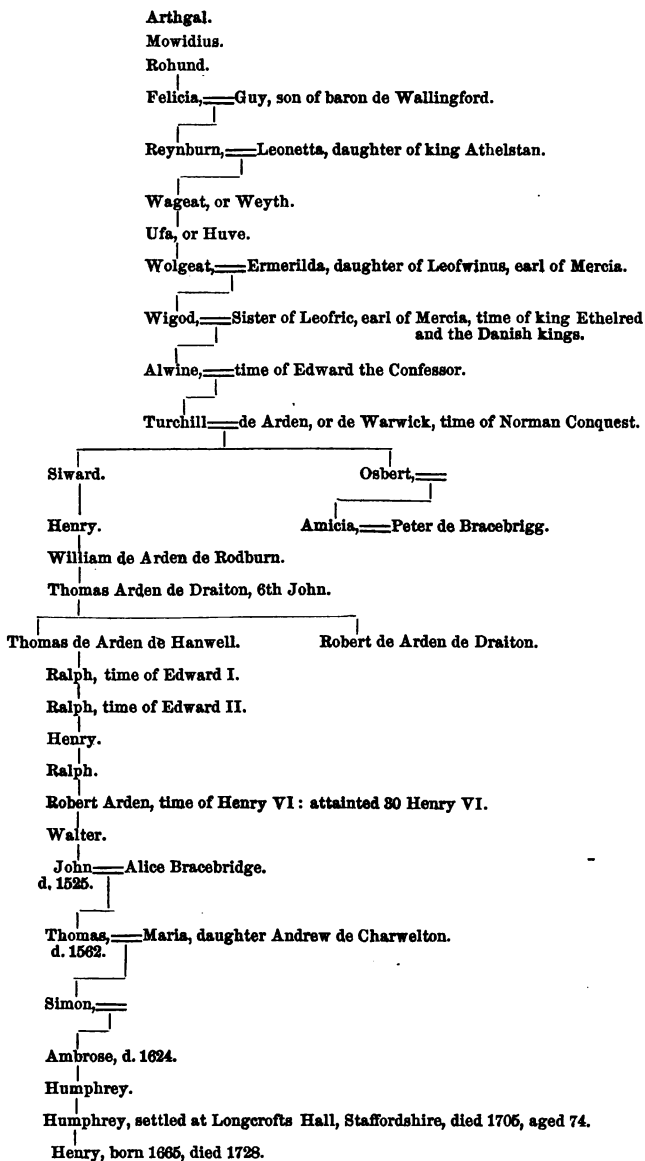 Arthgal.
Mowidius.
Rohund.
Felicia, Guy, son of baron de Wallingford.
Reynburn, Leonetta, daughter of king Athelstan.
Wageat, or Weyth.
Ufa, or Huve.
Wolgeat, Ermerilda, daughter of Leofwinus, earl of Mercia.
Wigod, Sister of Leofric, earl of Mercia, time of king Ethelred
and the Danish kings.
Alwine, time of Edward the Confessor.
Turchill de Arden, or de Warwick, time of Norman Conquest.
Siward. Osbert,
Henry. Amicia, Peter de Bracebrigg.
William de Arden de Rodburn.
Thomas Arden de Draiton, 6th John.
Thomas de Arden de Hanwell. Robert de Arden de Draiton.
Ralph, time of Edward I.
Ralph, time of Edward II.
Henry.
Ralph.
Robert Arden, time of Henry VI: attainted 30 Henry VI.
Walter.
John Alice Bracebridge.
d. 1525.
Thomas, Maria, daughter Andrew de Charwelton.
d. 1562.
Simon,
Ambrose, d. 1624.
Humphrey.
Humphrey, settled at Longcrofts Hall, Staffordshire, died 1705, aged 74.
Henry, born 1665, died 1728.